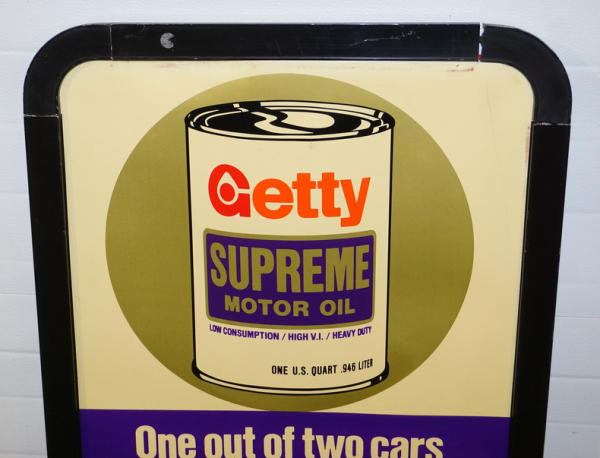 Getty
SUPREME
MOTOR OIL
LOW CONSUMPTION / HIGH V.I. / HEAVY DUTY
ONE U.S. QUART .946 LITER
One out of two cars